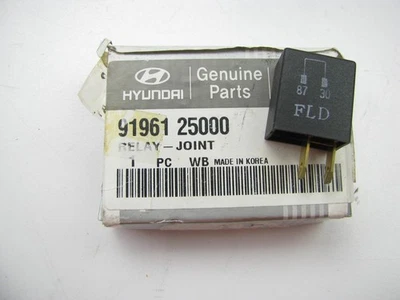 HYUNDAI
Genuine
Parts
91961 25000
RELAY-JOINT
1 PC WB MADE IN KOREA
87 30
FLD